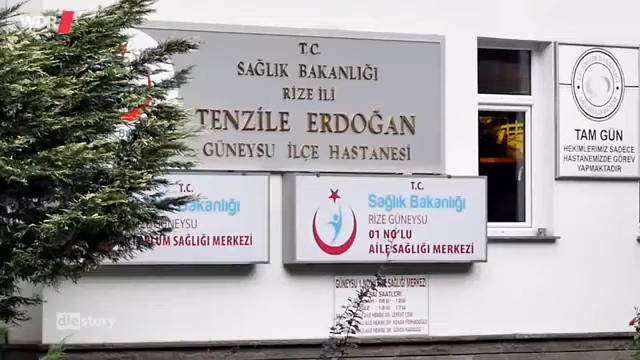 WDR
T.C.
SAĞLIK BAKANLIĞI
RİZE İLİ
TENZİLE ERDOĞAN
GÜNEYSU İLÇE HASTANESİ
TAM GÜN
HEKİMLERİMİZ SADECE
HASTANEMİZDE GÖREV
YAPMAKTADIR
T.C.
Sağlık Bakanlığı
GÜNEYSU
SAĞLIĞI MERKEZİ
T.C.
Sağlık Bakanlığı
RİZE GÜNEYSU
01 NO'LU
AİLE SAĞLIĞI MERKEZİ
GÜNEYSU
SAĞLIĞI MERKEZİ
SAATLERİ
die story